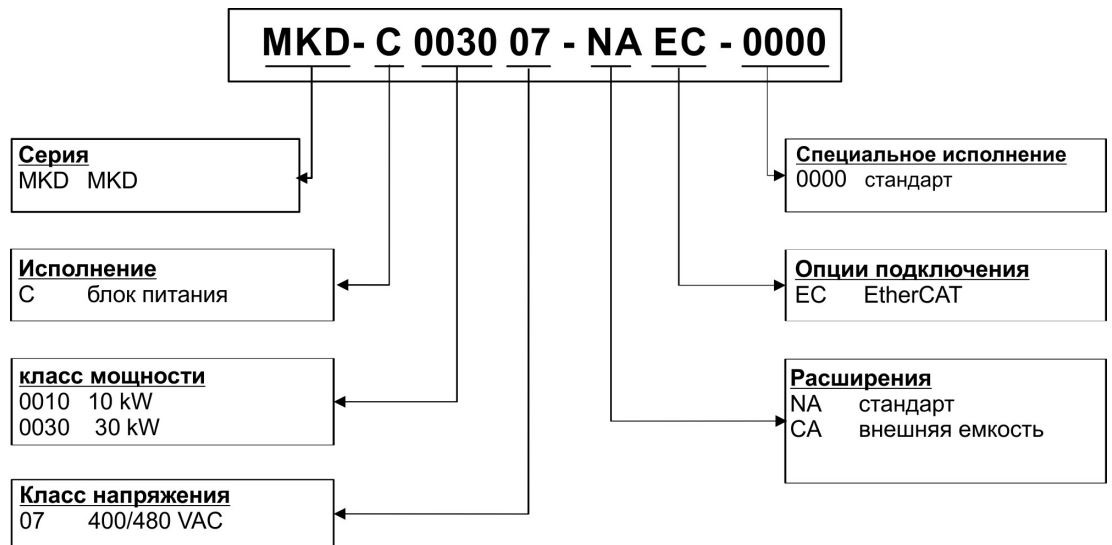 MKD- C 0030 07 - NA EC - 0000
Серия
MKD MKD
Исполнение
C блок питания
класс мощности
0010 10 kW
0030 30 kW
Класс напряжения
07 400/480 VAC
Специальное исполнение
0000 стандарт
Опции подключения
EC EtherCAT
Расширения
NA стандарт
CA внешняя емкость